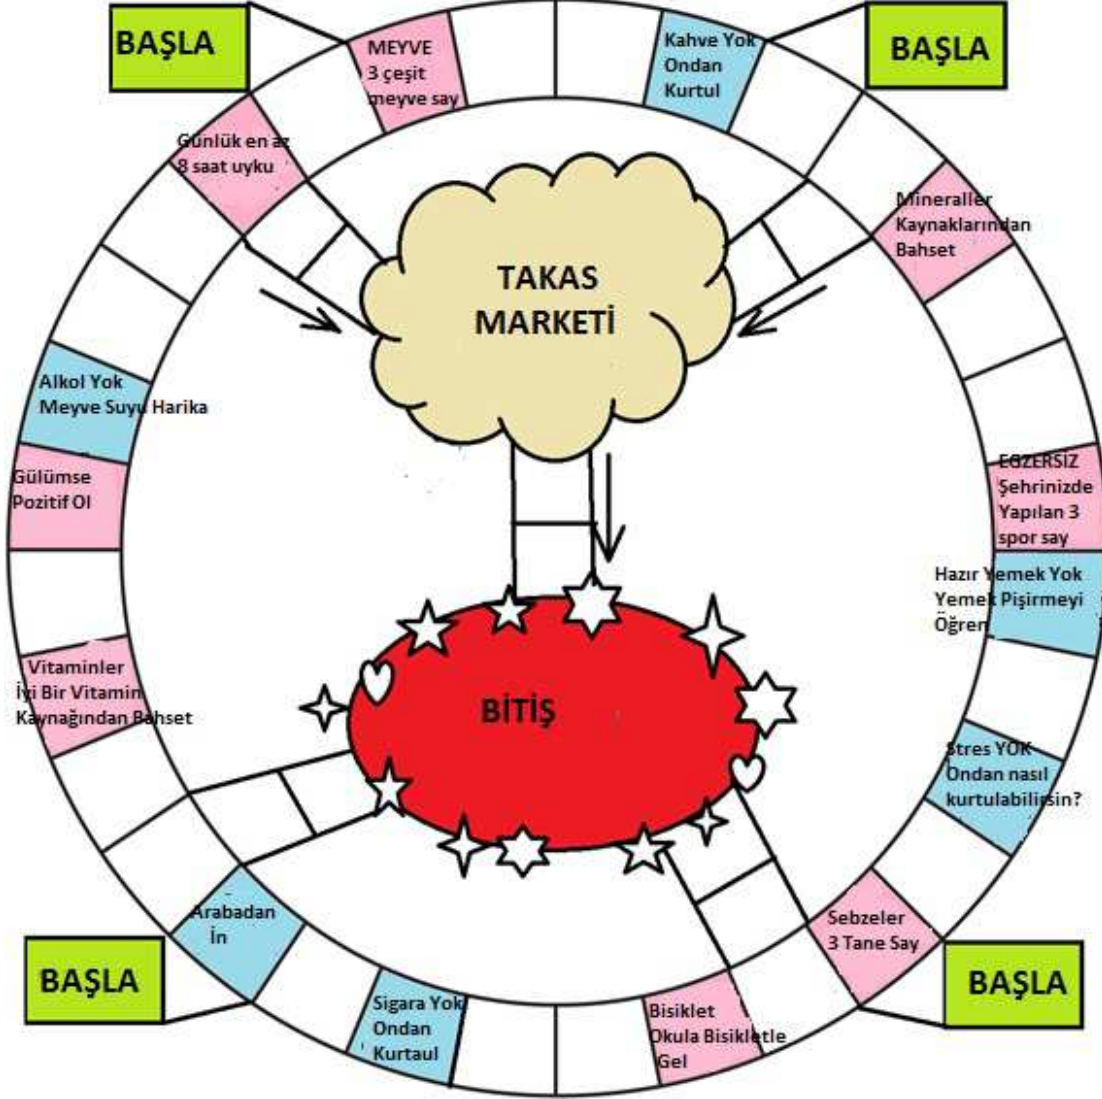 BAŞLA
BAŞLA
MEYVE
3 çeşit
meyve say
Kahve Yok
Ondan
Kurtul
Günlük en az
8 saat uyku
Mineraller
Kaynaklarından
Bahset
TAKAS
MARKETİ
Alkol Yok
Meyve Suyu Harika
Gülümse
Pozitif Ol
EGZERSİZ
Şehrinizde
Yapılan 3
spor say
Hazır Yemek Yok
Yemek Pişirmeyi
Öğren
Vitaminler
İyi Bir Vitamin
Kaynağından Bahset
BİTİŞ
Stres YOK
Ondan nasıl
kurtulabilirsin?
Arabadan
İn
Sebzeler
3 Tane Say
BAŞLA
BAŞLA
Sigara Yok
Ondan
Kurtaul
Bisiklet
Okula Bisikletle
Gel